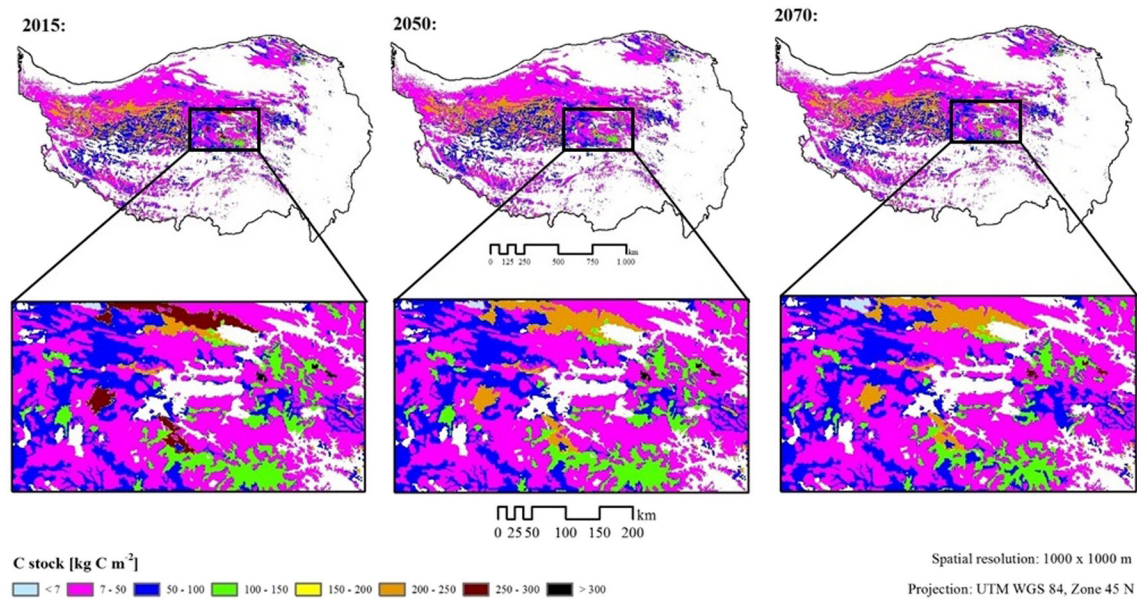 2015:
2050:
2070:
km
0 125 250 500 750 1.000
km
0 25 50 100 150 200
C stock [kg C m-2]
< 7 7 - 50 50 - 100 100 - 150 150 - 200 200 - 250 250 - 300 > 300
Spatial resolution: 1000 x 1000 m
Projection: UTM WGS 84, Zone 45 N